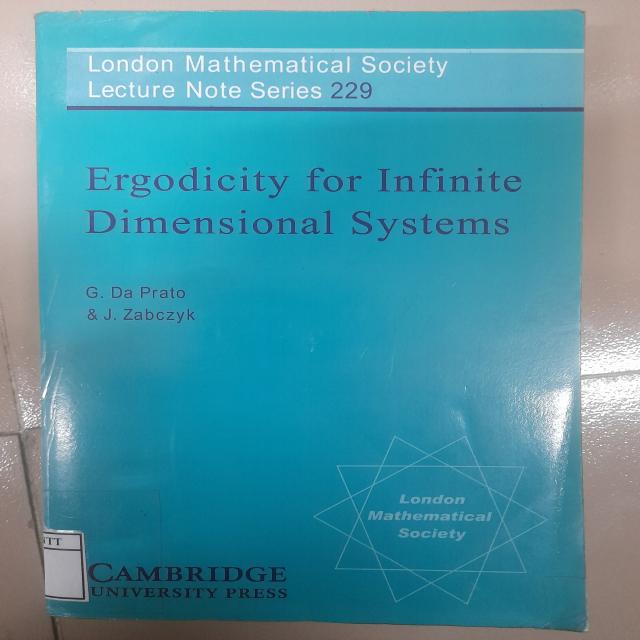 London Mathematical Society
Lecture Note Series 229
Ergodicity for Infinite
Dimensional Systems
G. Da Prato
& J. Zabczyk
London
Mathematical
Society
CAMBRIDGE
UNIVERSITY PRESS